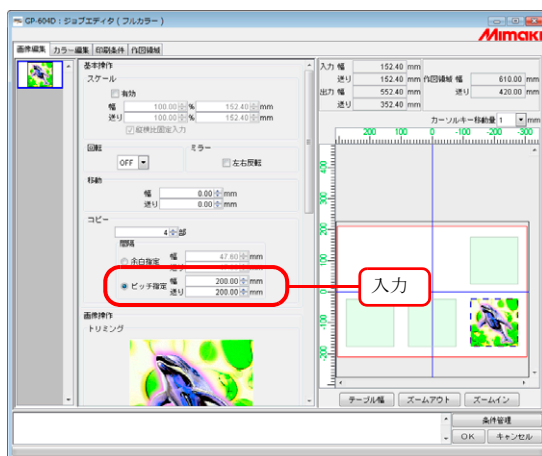 GP-604D : ジョブエディタ ( フルカラー )
Mimaki
画像編集 カラー編集 印刷条件 作図領域
基本操作
スケール
有効
幅 100.00 % 152.40 mm
送り 100.00 % 152.40 mm
縦横比固定入力
回転 ミラー
OFF 左右反転
移動
幅 0.00 mm
送り 0.00 mm
コピー
4 部
間隔
余白指定 幅 47.60 mm
送り
ピッチ指定 幅 200.00 mm
送り 200.00 mm
入力
画像操作
トリミング
入力 幅 152.40 mm
送り 152.40 mm 作図領域 幅 610.00 mm
出力 幅 552.40 mm 送り 420.00 mm
送り 352.40 mm
カーソルキー移動量 1 mm
200 100 0 -100 -200 -300
テーブル幅 ズームアウト ズームイン
条件管理
OK キャンセル